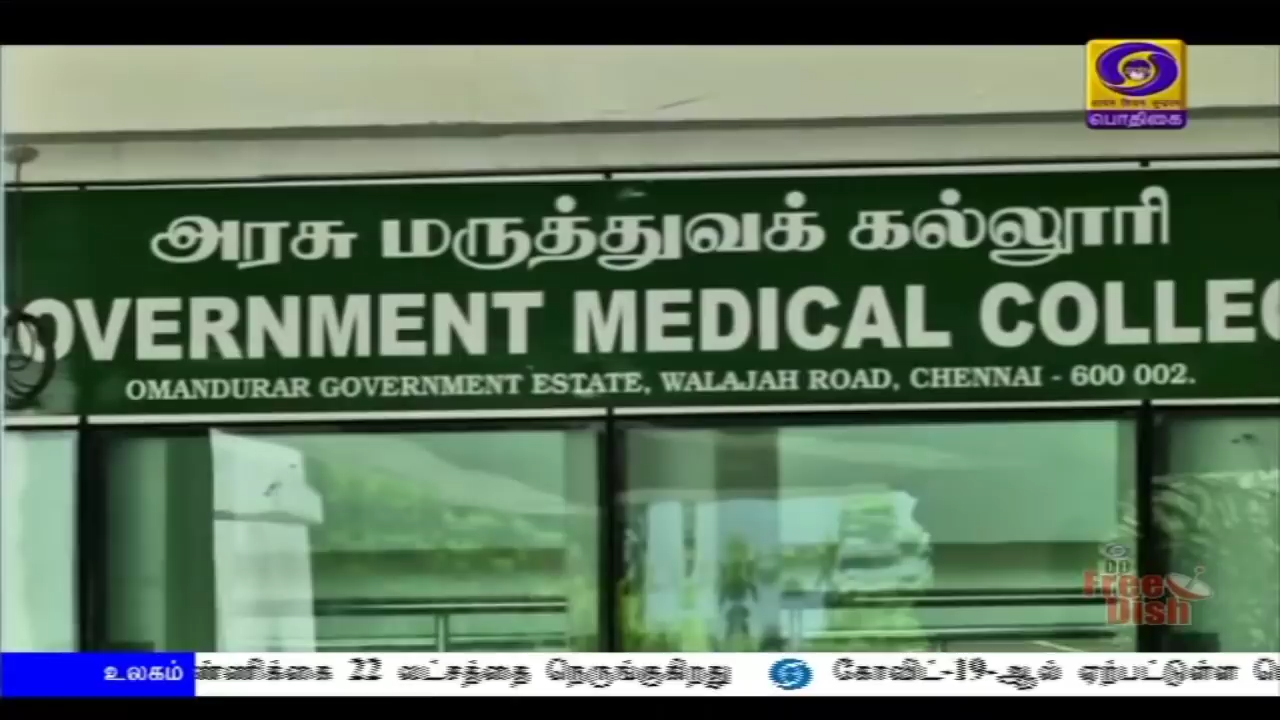 பொதிகை
அரசு மருத்துவக் கல்லூரி
OVERNMENT MEDICAL COLLEG
OMANDURAR GOVERNMENT ESTATE, WALAJAH ROAD, CHENNAI - 600 002.
DD
Free
Dish
உலகம் ண்ணிக்கை 22 லட்சத்தை நெருக்குகிறது கோவிட்-19-ஆல் ஏற்பட்டுள்ள